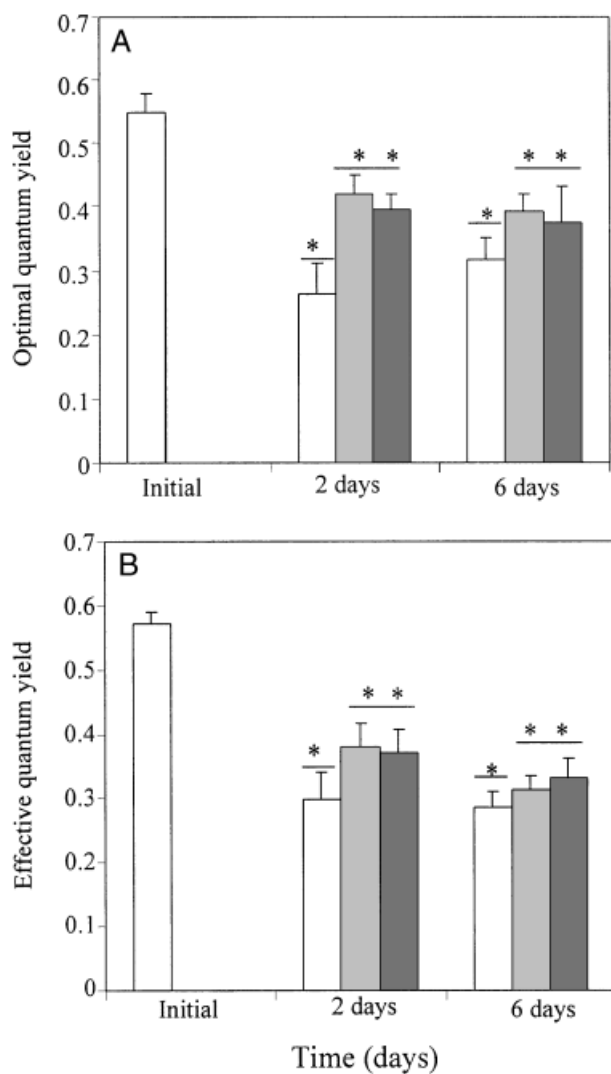 A
Optimal quantum yield
0.7
0.6
0.5
0.4
0.3
0.2
0.1
0
* * *
* * *
Initial 2 days 6 days
B
Effective quantum yield
0.7
0.6
0.5
0.4
0.3
0.2
0.1
0
* * *
* * *
Initial 2 days 6 days
Time (days)